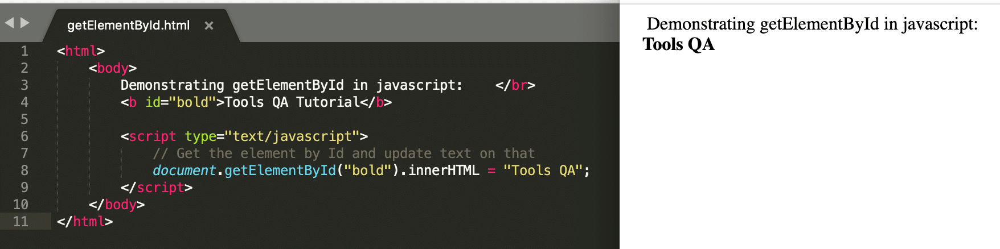 getElementById.html ×
1 <html>
2 <body>
3 Demonstrating getElementById in javascript:    </br>
4 <b id="bold">Tools QA Tutorial</b>
5
6 <script type="text/javascript">
7 // Get the element by Id and update text on that
8 document.getElementById("bold").innerHTML = "Tools QA";
9 </script>
10 </body>
11 </html>
Demonstrating getElementById in javascript:
Tools QA